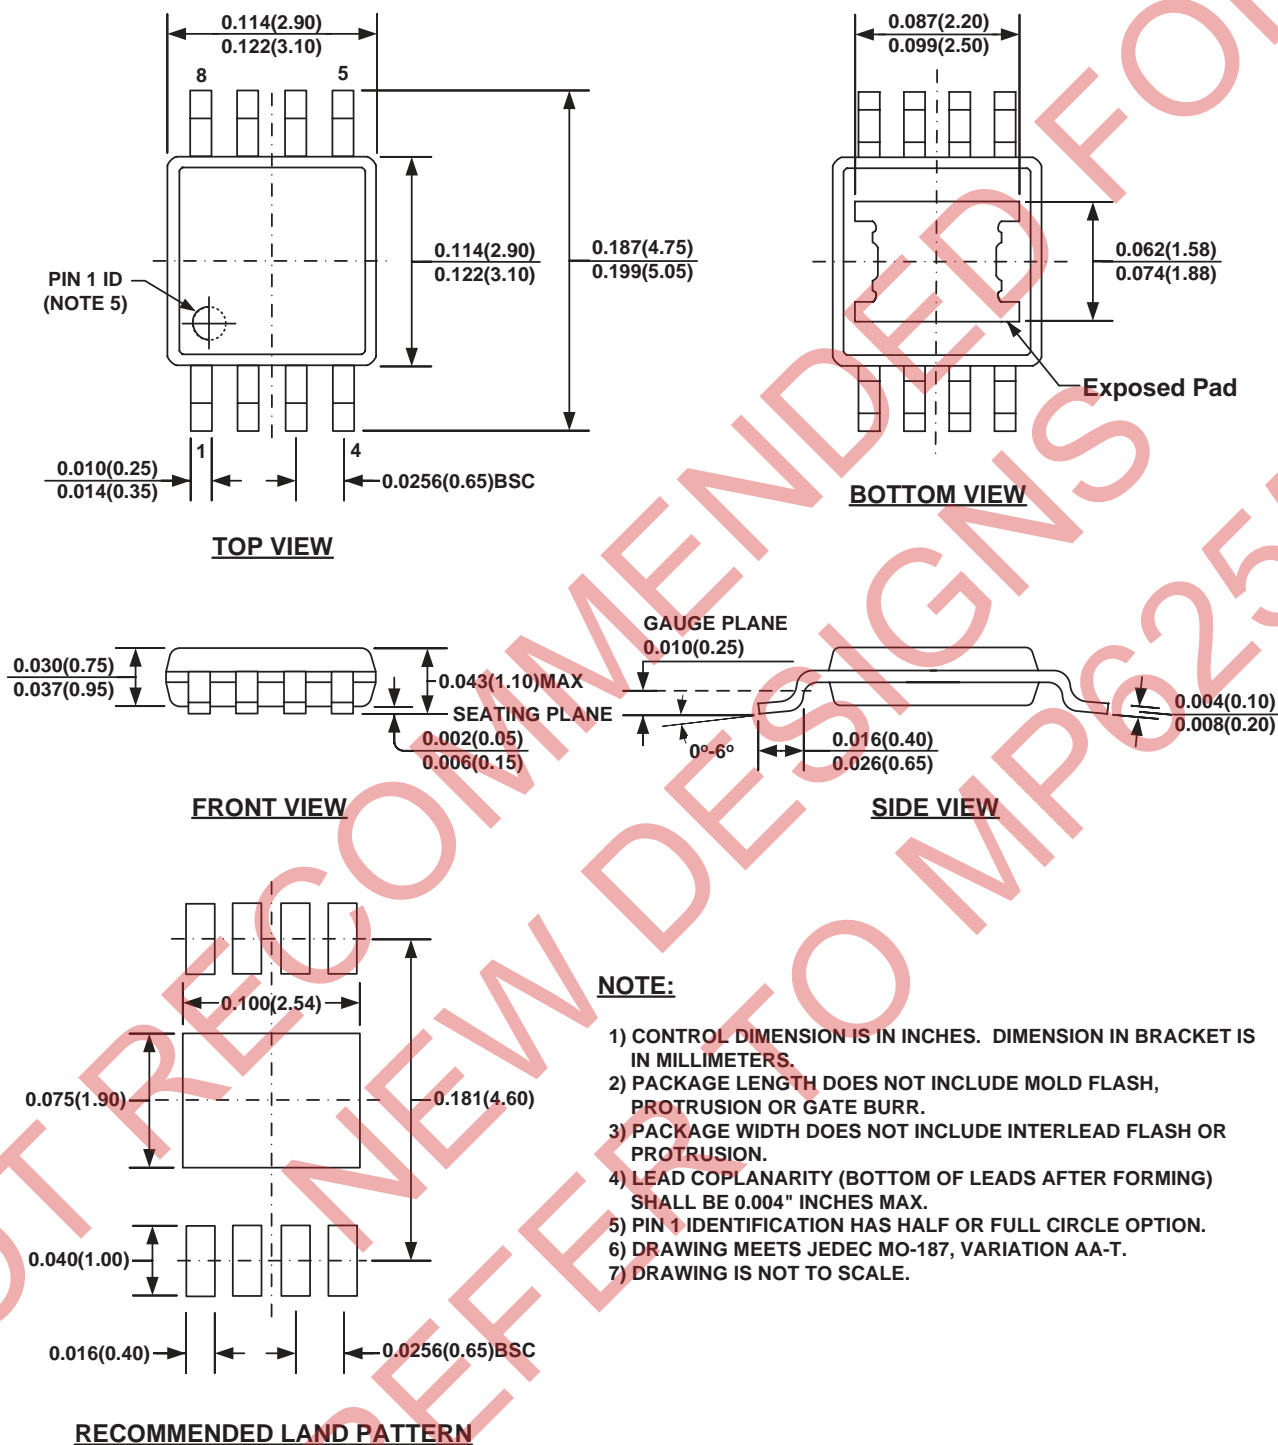 0.114(2.90)
0.122(3.10)
8
5
0.114(2.90)
0.122(3.10)
0.187(4.75)
0.199(5.05)
PIN 1 ID
(NOTE 5)
1
4
0.010(0.25)
0.014(0.35)
0.0256(0.65)BSC
TOP VIEW
0.087(2.20)
0.099(2.50)
0.062(1.58)
0.074(1.88)
Exposed Pad
BOTTOM VIEW
0.030(0.75)
0.037(0.95)
0.043(1.10)MAX
SEATING PLANE
0.002(0.05)
0.006(0.15)
FRONT VIEW
GAUGE PLANE
0.010(0.25)
0º-6º
0.016(0.40)
0.026(0.65)
0.004(0.10)
0.008(0.20)
SIDE VIEW
0.100(2.54)
0.075(1.90)
0.181(4.60)
0.040(1.00)
0.016(0.40)
0.0256(0.65)BSC
RECOMMENDED LAND PATTERN
NOTE:
1) CONTROL DIMENSION IS IN INCHES. DIMENSION IN BRACKET IS
IN MILLIMETERS.
2) PACKAGE LENGTH DOES NOT INCLUDE MOLD FLASH,
PROTRUSION OR GATE BURR.
3) PACKAGE WIDTH DOES NOT INCLUDE INTERLEAD FLASH OR
PROTRUSION.
4) LEAD COPLANARITY (BOTTOM OF LEADS AFTER FORMING)
SHALL BE 0.004" INCHES MAX.
5) PIN 1 IDENTIFICATION HAS HALF OR FULL CIRCLE OPTION.
6) DRAWING MEETS JEDEC MO-187, VARIATION AA-T.
7) DRAWING IS NOT TO SCALE.
OT RECOMMENDED FO
NEW DESIGNS
REFER TO MP625